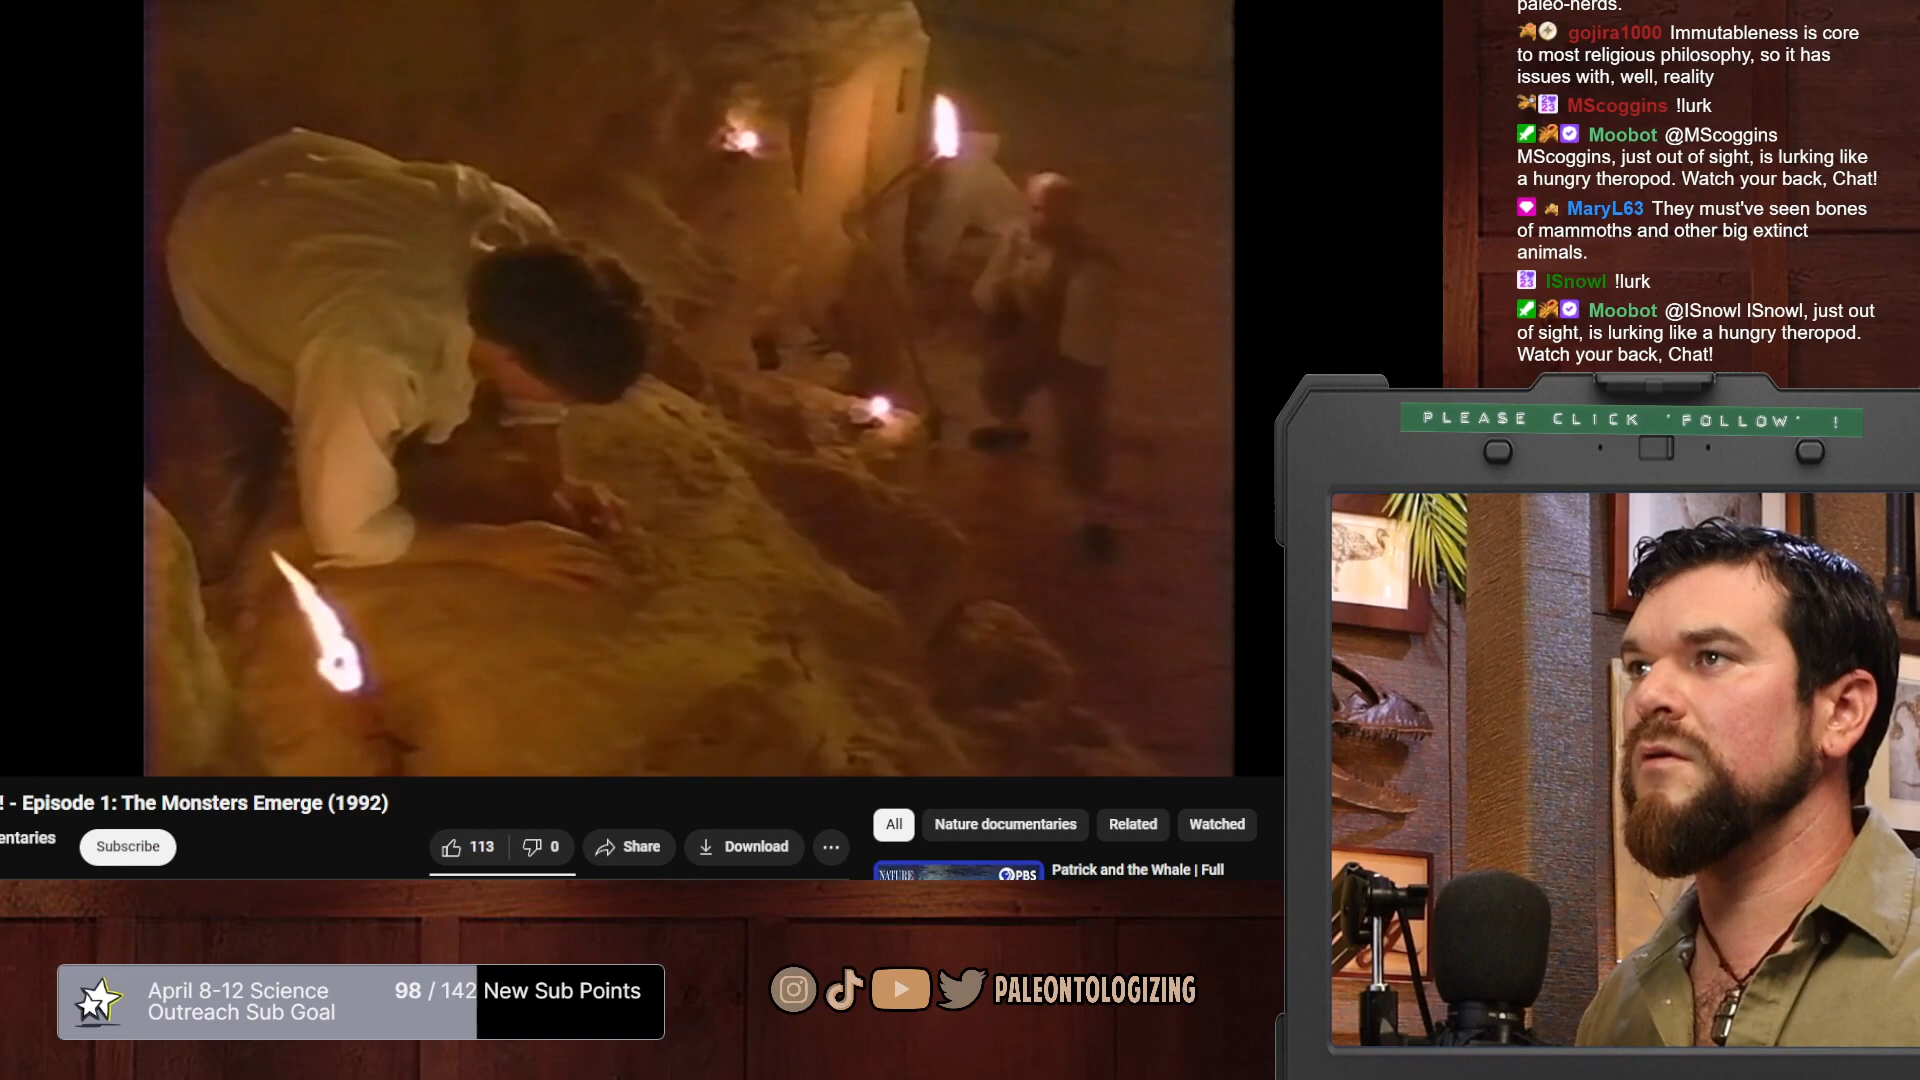 paleo-nerds.
gojira1000 Immutableness is core
to most religious philosophy, so it has
issues with, well, reality
MScoggins !lurk
Moobot @MScoggins
MScoggins, just out of sight, is lurking like
a hungry theropod. Watch your back, Chat!
MaryL63 They must've seen bones
of mammoths and other big extinct
animals.
ISnowl !lurk
Moobot @ISnowl ISnowl, just out
of sight, is lurking like a hungry theropod.
Watch your back, Chat!
PLEASE CLICK 'FOLLOW' !
! - Episode 1: The Monsters Emerge (1992)
entaries
Subscribe
113
0
Share
Download
All
Nature documentaries
Related
Watched
NATURE
PBS
Patrick and the Whale | Full
April 8-12 Science
Outreach Sub Goal
98 / 142 New Sub Points
PALEONTOLOGIZING